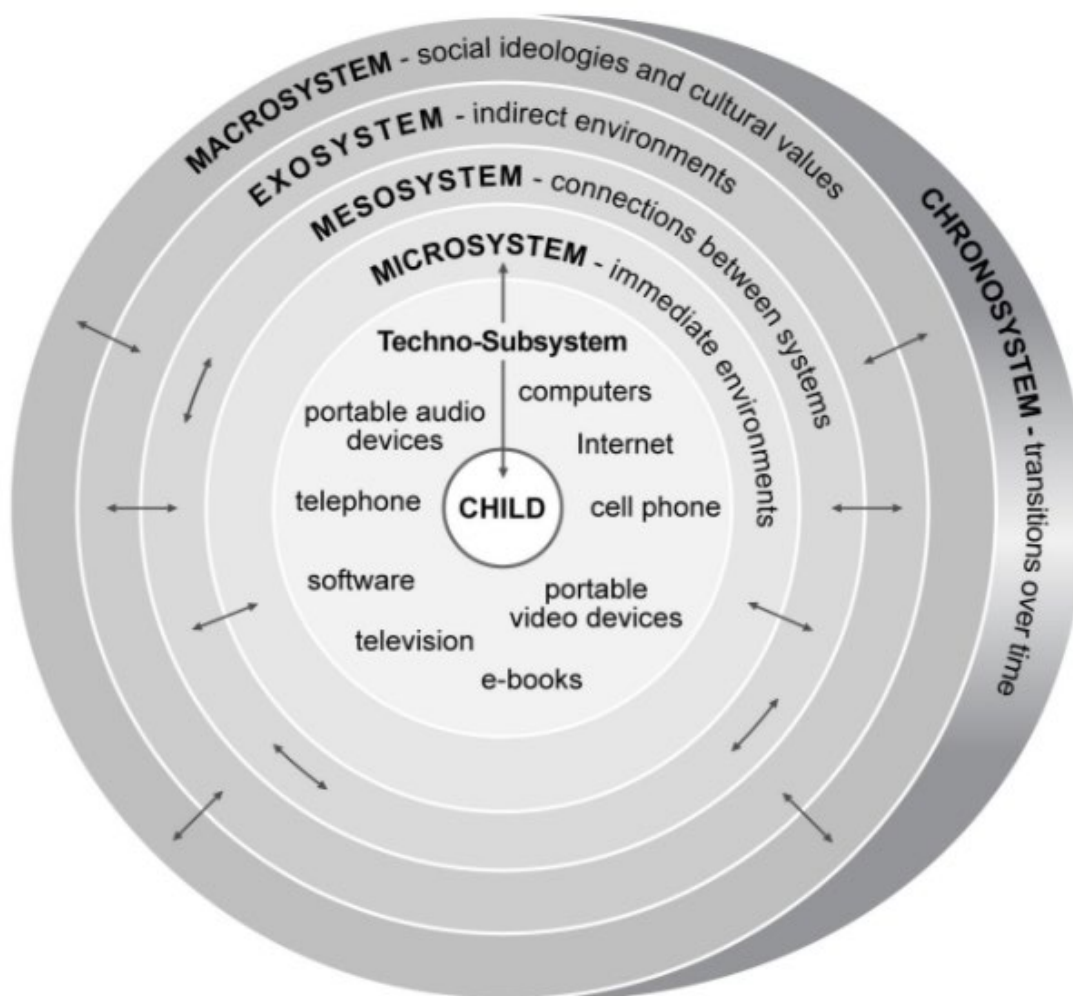 MACROSYSTEM - social ideologies and cultural values
EXOSYSTEM - indirect environments
MESOSYSTEM - connections between systems
MICROSYSTEM - immediate environments
CHRONOSYSTEM - transitions over time
Techno-Subsystem
computers
portable audio
devices
Internet
telephone
CHILD
cell phone
software
portable
video devices
television
e-books